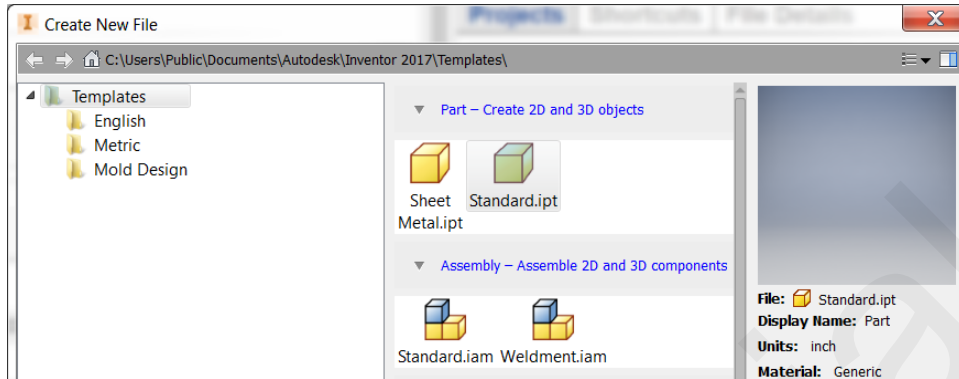 Projects Shortcuts File Details
Create New File
C:\Users\Public\Documents\Autodesk\Inventor 2017\Templates\
Templates
English
Metric
Mold Design
Part – Create 2D and 3D objects
Sheet Metal.ipt
Standard.ipt
Assembly – Assemble 2D and 3D components
Standard.iam Weldment.iam
File: Standard.ipt
Display Name: Part
Units: inch
Material: Generic